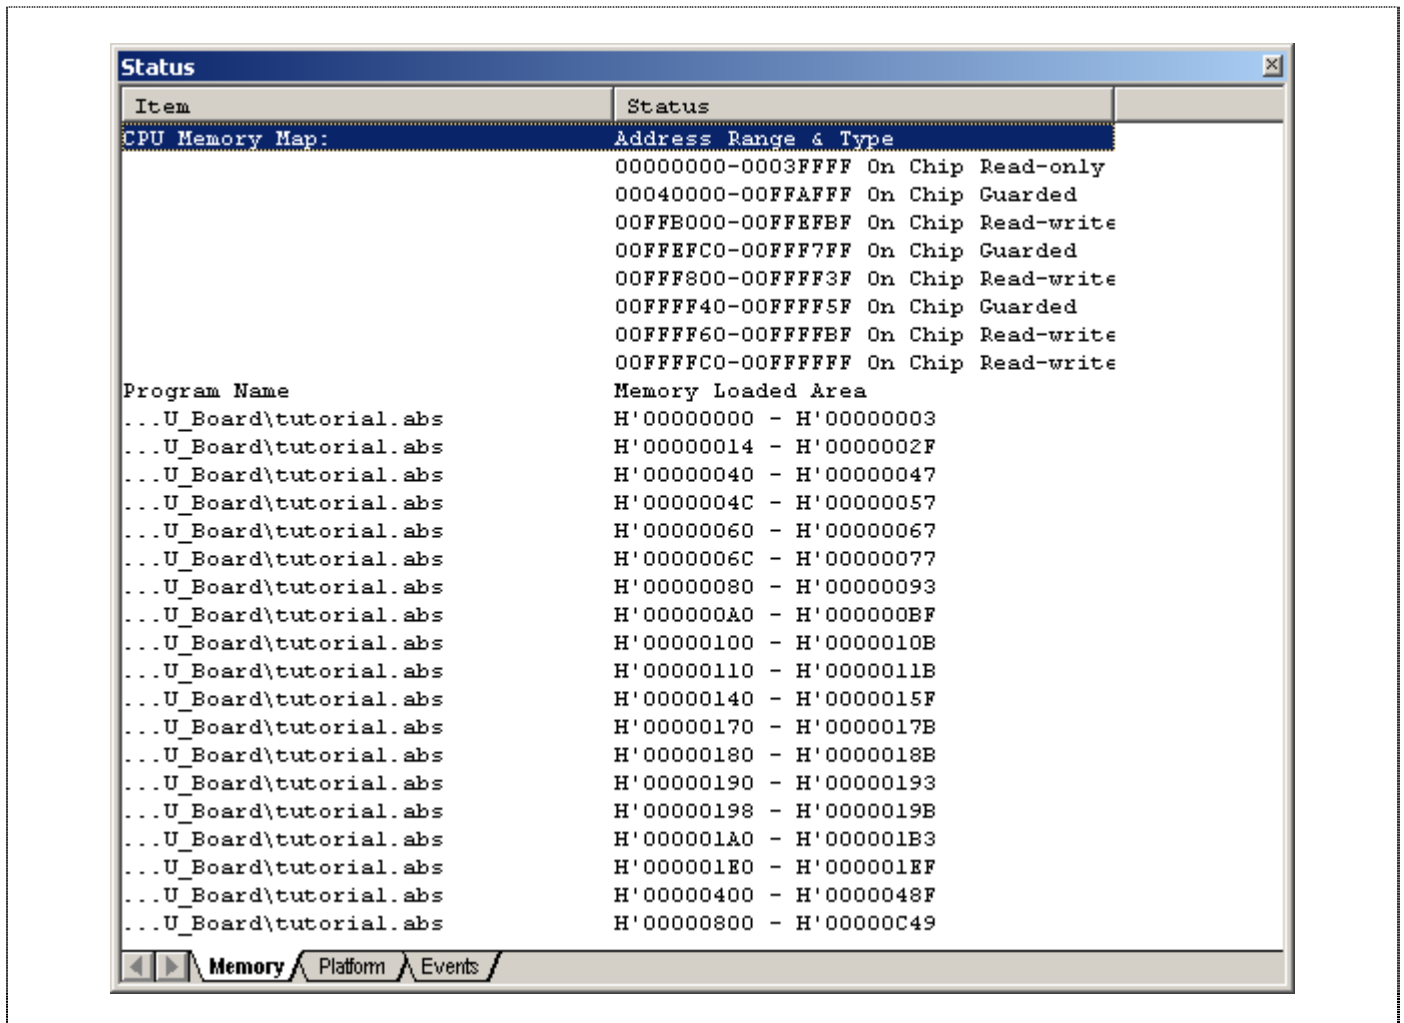 Status
Item Status
CPU Memory Map: Address Range & Type
00000000-0003FFFF On Chip Read-only
00040000-00FFAFFF On Chip Guarded
00FFB000-00FFEFBF On Chip Read-write
00FFEFC0-00FFF7FF On Chip Guarded
00FFF800-00FFFF3F On Chip Read-write
00FFFF40-00FFFF5F On Chip Guarded
00FFFF60-00FFFFBF On Chip Read-write
00FFFFC0-00FFFFFF On Chip Read-write
Program Name Memory Loaded Area
...U_Board\tutorial.abs H'00000000 - H'00000003
...U_Board\tutorial.abs H'00000014 - H'0000002F
...U_Board\tutorial.abs H'00000040 - H'00000047
...U_Board\tutorial.abs H'0000004C - H'00000057
...U_Board\tutorial.abs H'00000060 - H'00000067
...U_Board\tutorial.abs H'0000006C - H'00000077
...U_Board\tutorial.abs H'00000080 - H'00000093
...U_Board\tutorial.abs H'000000A0 - H'000000BF
...U_Board\tutorial.abs H'00000100 - H'0000010B
...U_Board\tutorial.abs H'00000110 - H'0000011B
...U_Board\tutorial.abs H'00000140 - H'0000015F
...U_Board\tutorial.abs H'00000170 - H'0000017B
...U_Board\tutorial.abs H'00000180 - H'0000018B
...U_Board\tutorial.abs H'00000190 - H'00000193
...U_Board\tutorial.abs H'00000198 - H'0000019B
...U_Board\tutorial.abs H'000001A0 - H'000001B3
...U_Board\tutorial.abs H'000001E0 - H'000001EF
...U_Board\tutorial.abs H'00000400 - H'0000048F
...U_Board\tutorial.abs H'00000800 - H'00000C49
Memory Platform Events